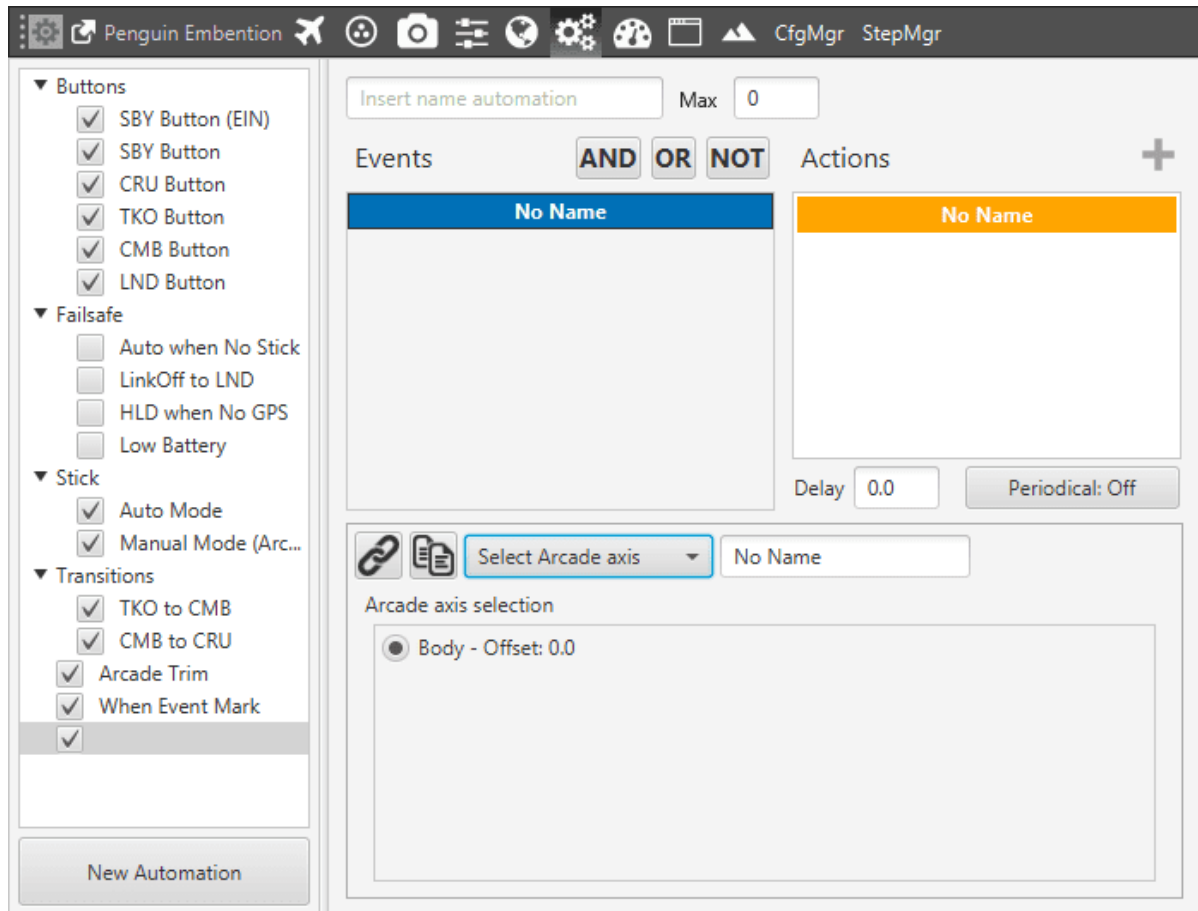 Penguin Embention CfgMgr StepMgr
Buttons
SBY Button (EIN)
SBY Button
CRU Button
TKO Button
CMB Button
LND Button
Failsafe
Auto when No Stick
LinkOff to LND
HLD when No GPS
Low Battery
Stick
Auto Mode
Manual Mode (Arc...
Transitions
TKO to CMB
CMB to CRU
Arcade Trim
When Event Mark
New Automation
Insert name automation Max 0
Events AND OR NOT Actions
No Name
No Name
Delay 0.0 Periodical: Off
Select Arcade axis No Name
Arcade axis selection
Body - Offset: 0.0